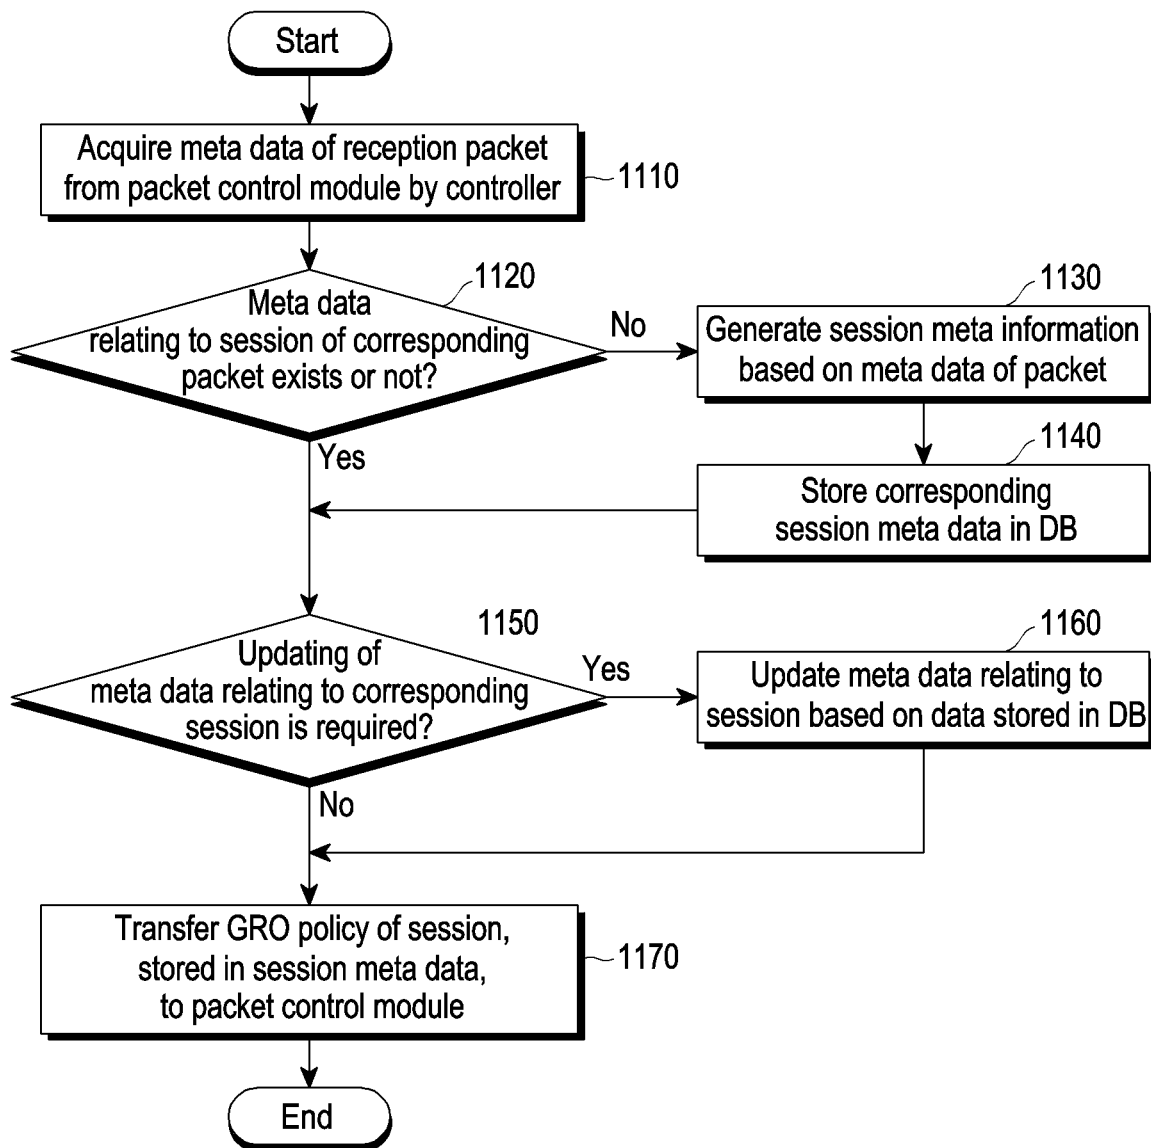 Start
Acquire meta data of reception packet
from packet control module by controller
1110
Meta data
relating to session of corresponding
packet exists or not?
1120
No
Generate session meta information
based on meta data of packet
1130
Yes
Store corresponding
session meta data in DB
1140
Updating of
meta data relating to corresponding
session is required?
1150
Yes
Update meta data relating to
session based on data stored in DB
1160
No
Transfer GRO policy of session,
stored in session meta data,
to packet control module
1170
End